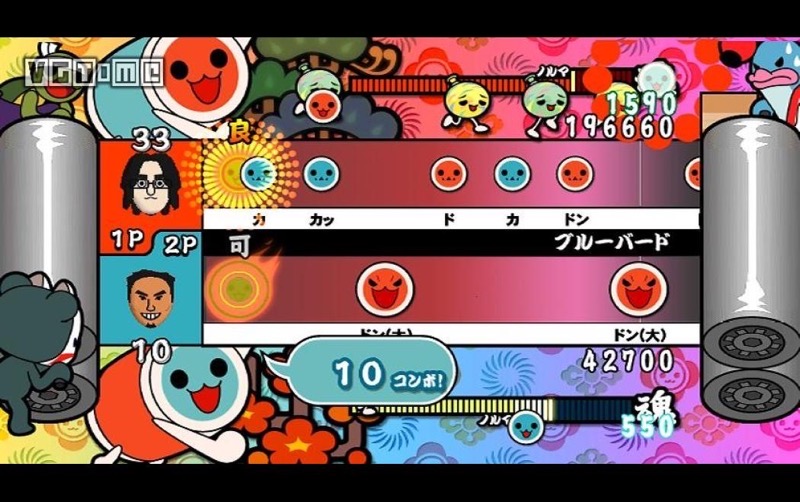 VGTIME
ノルマ
1590
196660
33
良
カ カッ ド カ ドン
1P 2P
可 ブルーバード
ドン(大) ドン(大)
10
10コンボ!
42700
魂
ノルマ
550